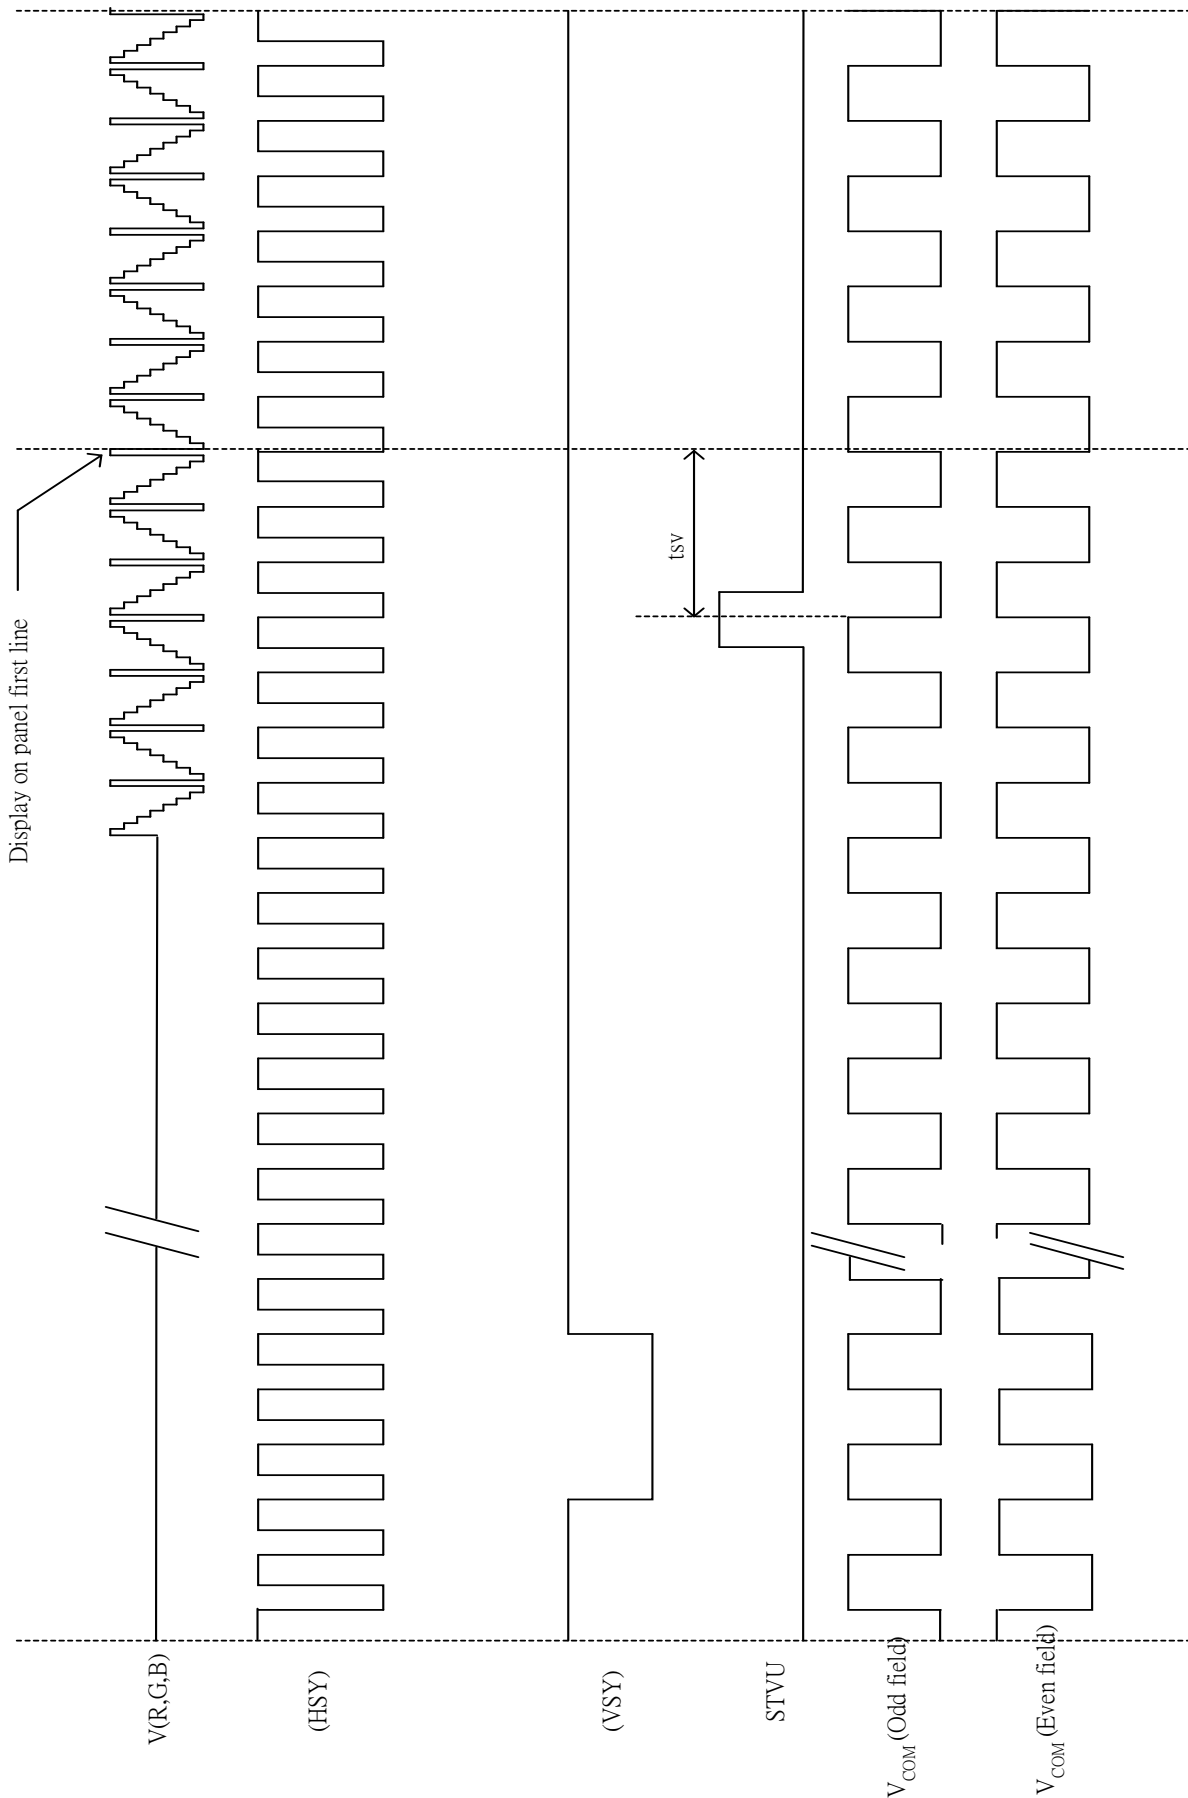 Display on panel first line
V(R,G,B)
(HSY)
(VSY)
tsv
STVU
VCOM (Odd field)
VCOM (Even field)